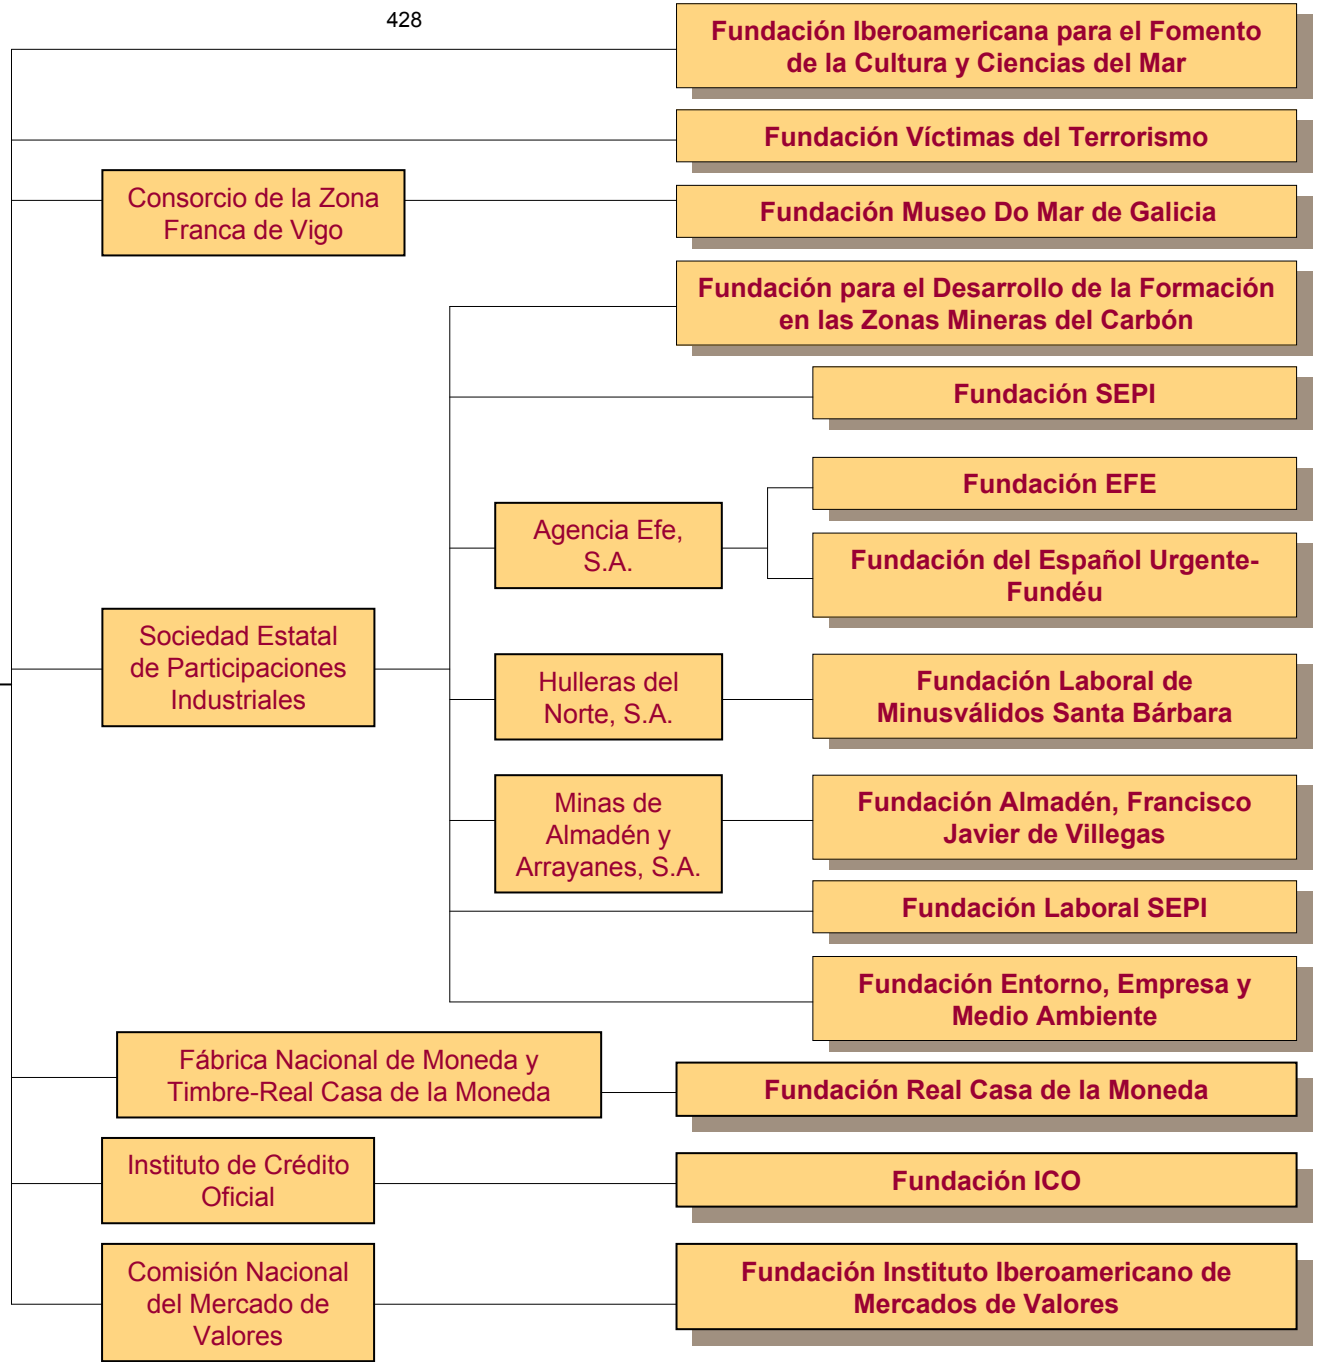 428
Fundación Iberoamericana para el Fomento
de la Cultura y Ciencias del Mar
Fundación Víctimas del Terrorismo
Consorcio de la Zona
Franca de Vigo
Fundación Museo Do Mar de Galicia
Fundación para el Desarrollo de la Formación
en las Zonas Mineras del Carbón
Fundación SEPI
Fundación EFE
Agencia Efe,
S.A.
Fundación del Español Urgente-
Fundéu
Sociedad Estatal
de Participaciones
Industriales
Hulleras del
Norte, S.A.
Fundación Laboral de
Minusválidos Santa Bárbara
Minas de
Almadén y
Arrayanes, S.A.
Fundación Almadén, Francisco
Javier de Villegas
Fundación Laboral SEPI
Fundación Entorno, Empresa y
Medio Ambiente
Fábrica Nacional de Moneda y
Timbre-Real Casa de la Moneda
Fundación Real Casa de la Moneda
Instituto de Crédito
Oficial
Fundación ICO
Comisión Nacional
del Mercado de
Valores
Fundación Instituto Iberoamericano de
Mercados de Valores